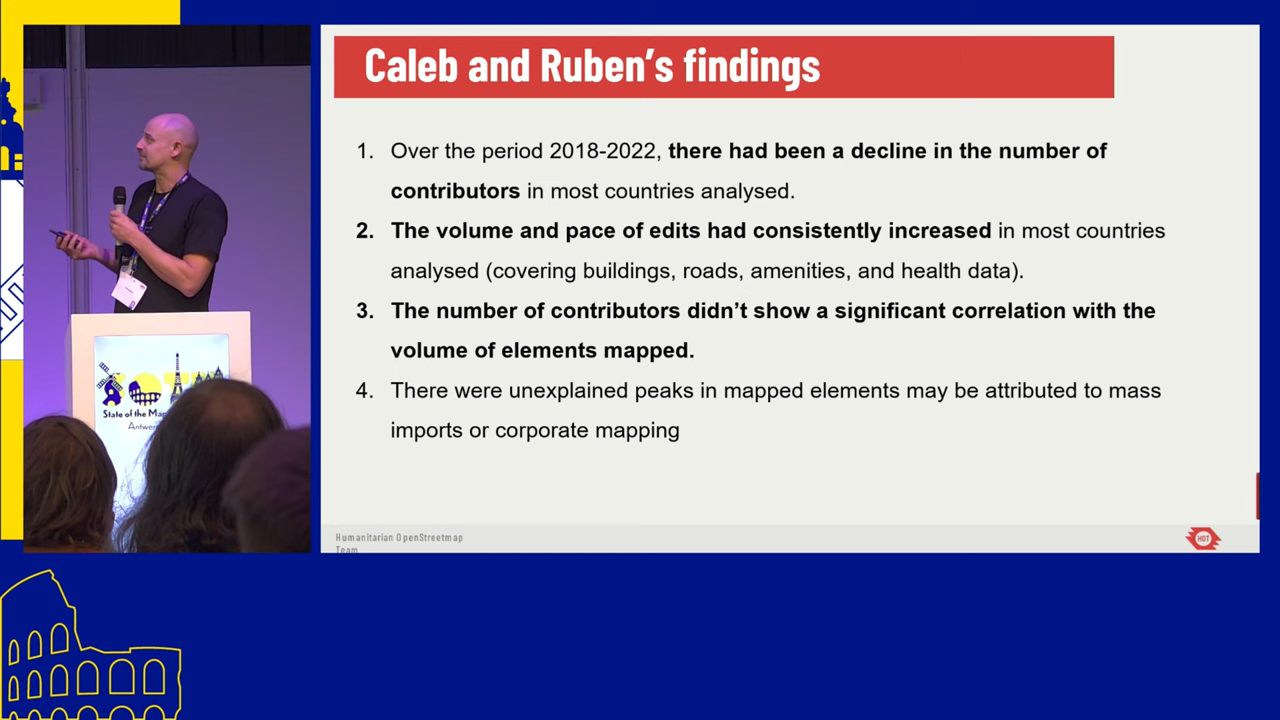 Caleb and Ruben's findings
1. Over the period 2018-2022, there had been a decline in the number of
contributors in most countries analysed.
2. The volume and pace of edits had consistently increased in most countries
analysed (covering buildings, roads, amenities, and health data).
3. The number of contributors didn't show a significant correlation with the
volume of elements mapped.
4. There were unexplained peaks in mapped elements may be attributed to mass
imports or corporate mapping
Humanitarian OpenStreetmap
Team
HOT
State of the Map